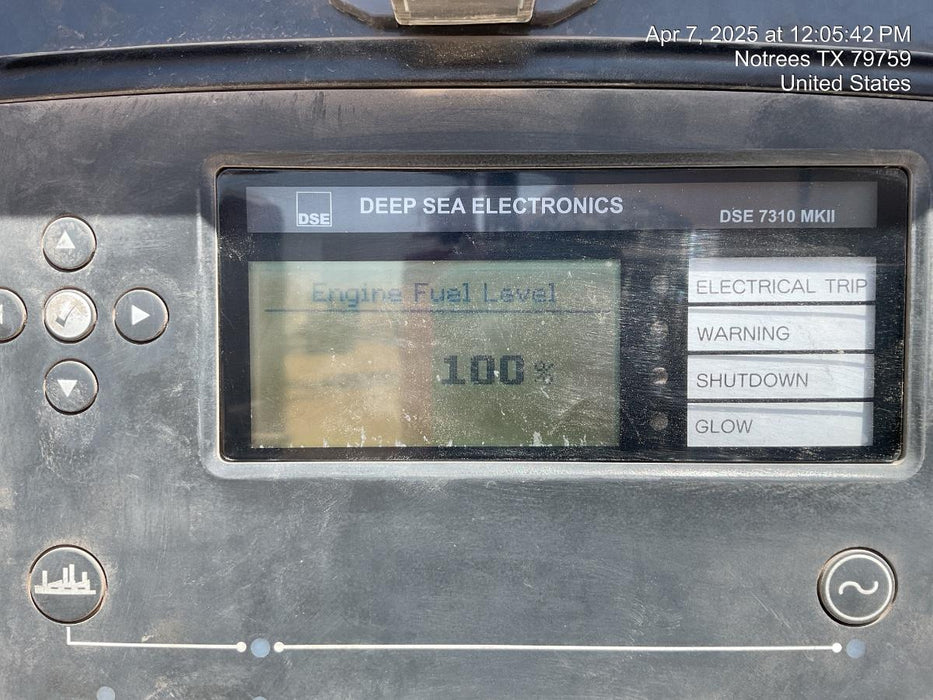 Apr 7, 2025 at 12:05:42 PM
Notrees TX 79759
United States
DSE
DEEP SEA ELECTRONICS
DSE 7310 MKII
Engine Fuel Level
100 %
ELECTRICAL TRIP
WARNING
SHUTDOWN
GLOW